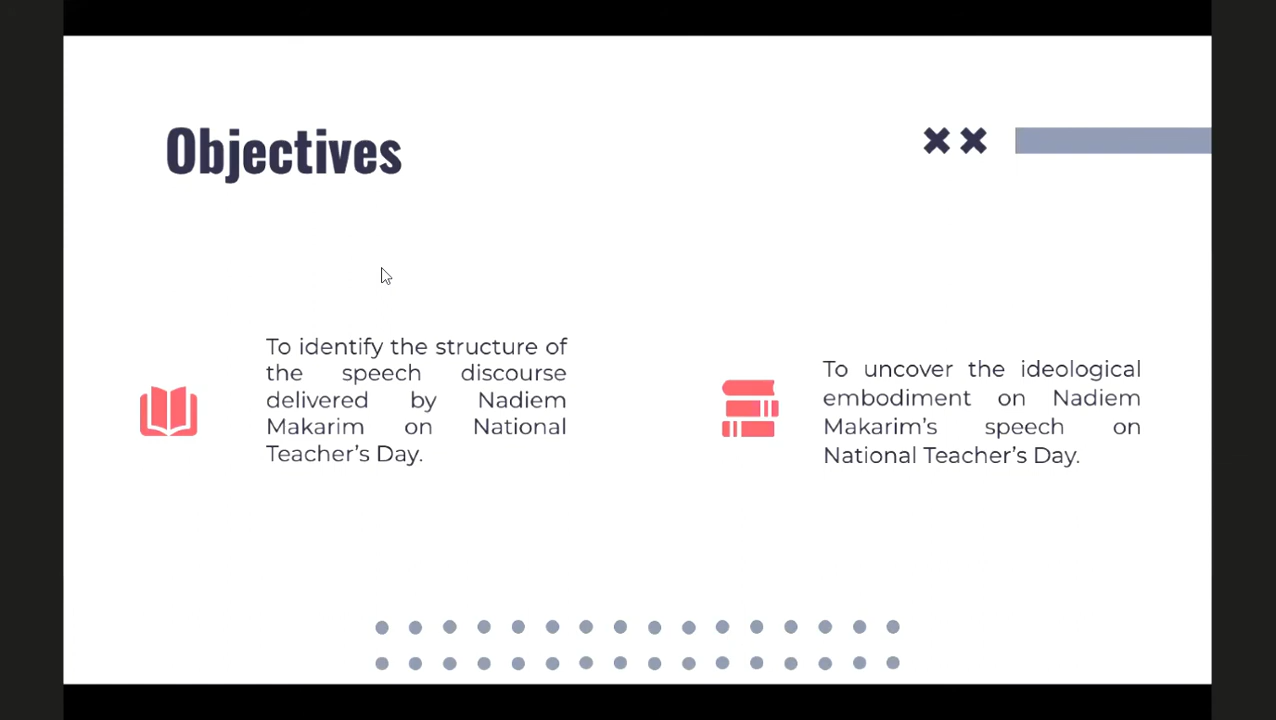 Objectives
To identify the structure of
the speech discourse
delivered by Nadiem
Makarim on National
Teacher’s Day.
To uncover the ideological
embodiment on Nadiem
Makarim’s speech on
National Teacher’s Day.